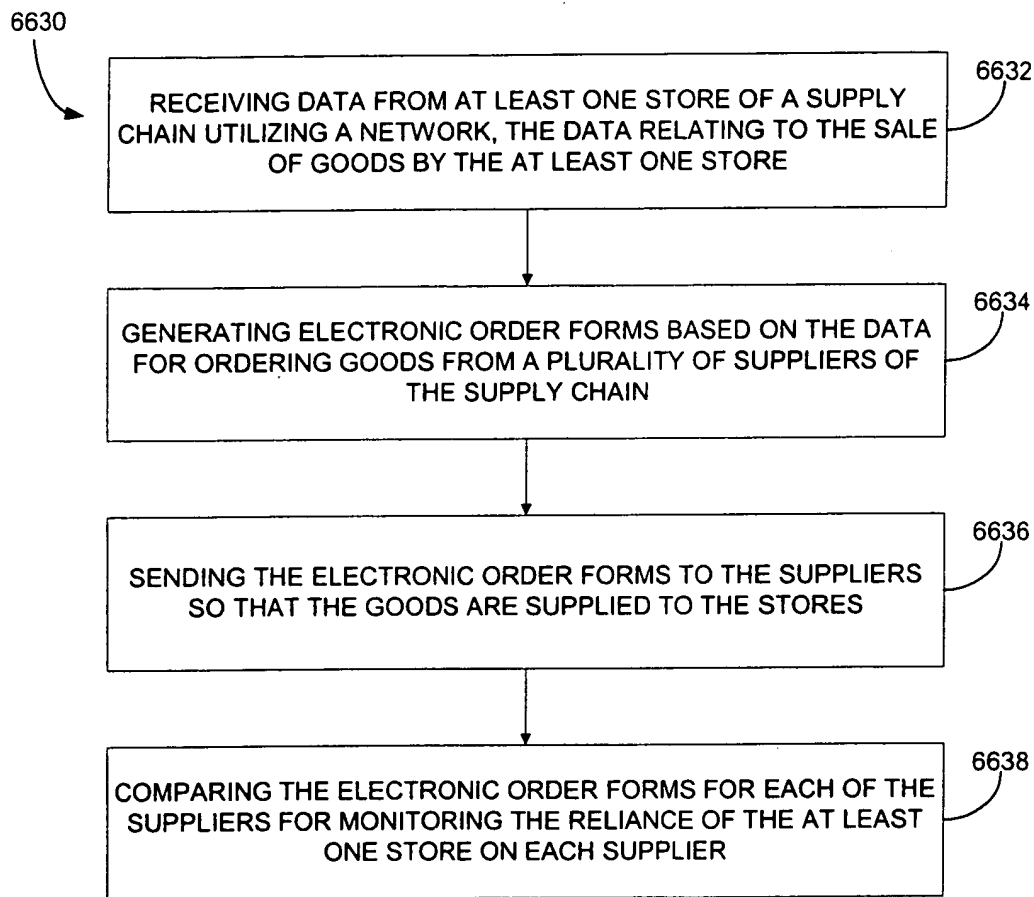 6630
6632
RECEIVING DATA FROM AT LEAST ONE STORE OF A SUPPLY
CHAIN UTILIZING A NETWORK, THE DATA RELATING TO THE SALE
OF GOODS BY THE AT LEAST ONE STORE
6634
GENERATING ELECTRONIC ORDER FORMS BASED ON THE DATA
FOR ORDERING GOODS FROM A PLURALITY OF SUPPLIERS OF
THE SUPPLY CHAIN
6636
SENDING THE ELECTRONIC ORDER FORMS TO THE SUPPLIERS
SO THAT THE GOODS ARE SUPPLIED TO THE STORES
6638
COMPARING THE ELECTRONIC ORDER FORMS FOR EACH OF THE
SUPPLIERS FOR MONITORING THE RELIANCE OF THE AT LEAST
ONE STORE ON EACH SUPPLIER